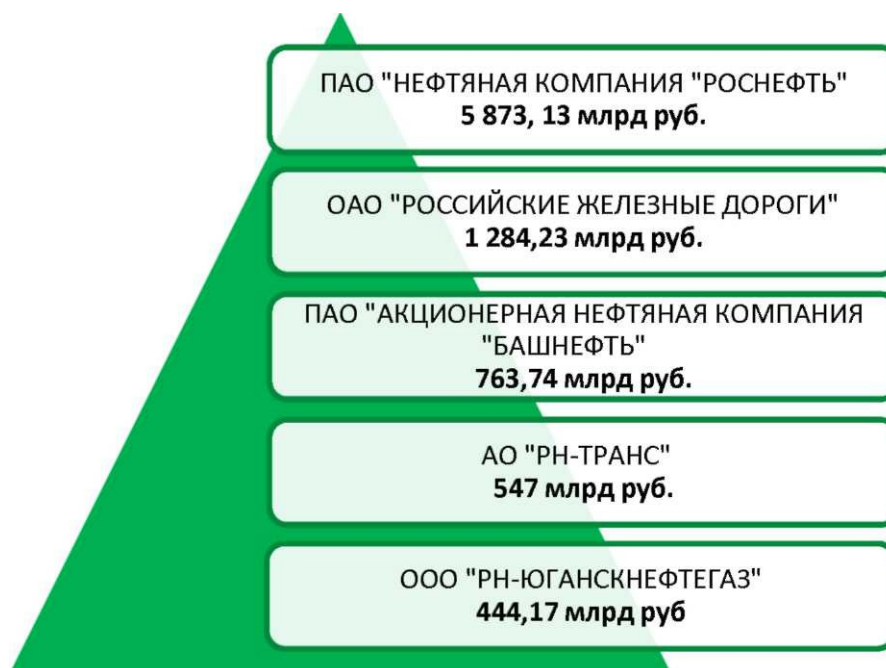 ПАО "НЕФТЯНАЯ КОМПАНИЯ "РОСНЕФТЬ"
5 873, 13 млрд руб.
ОАО "РОССИЙСКИЕ ЖЕЛЕЗНЫЕ ДОРОГИ"
1 284,23 млрд руб.
ПАО "АКЦИОНЕРНАЯ НЕФТЯНАЯ КОМПАНИЯ
"БАШНЕФТЬ"
763,74 млрд руб.
АО "РН-ТРАНС"
547 млрд руб.
ООО "РН-ЮГАНСКНЕФТЕГАЗ"
444,17 млрд руб